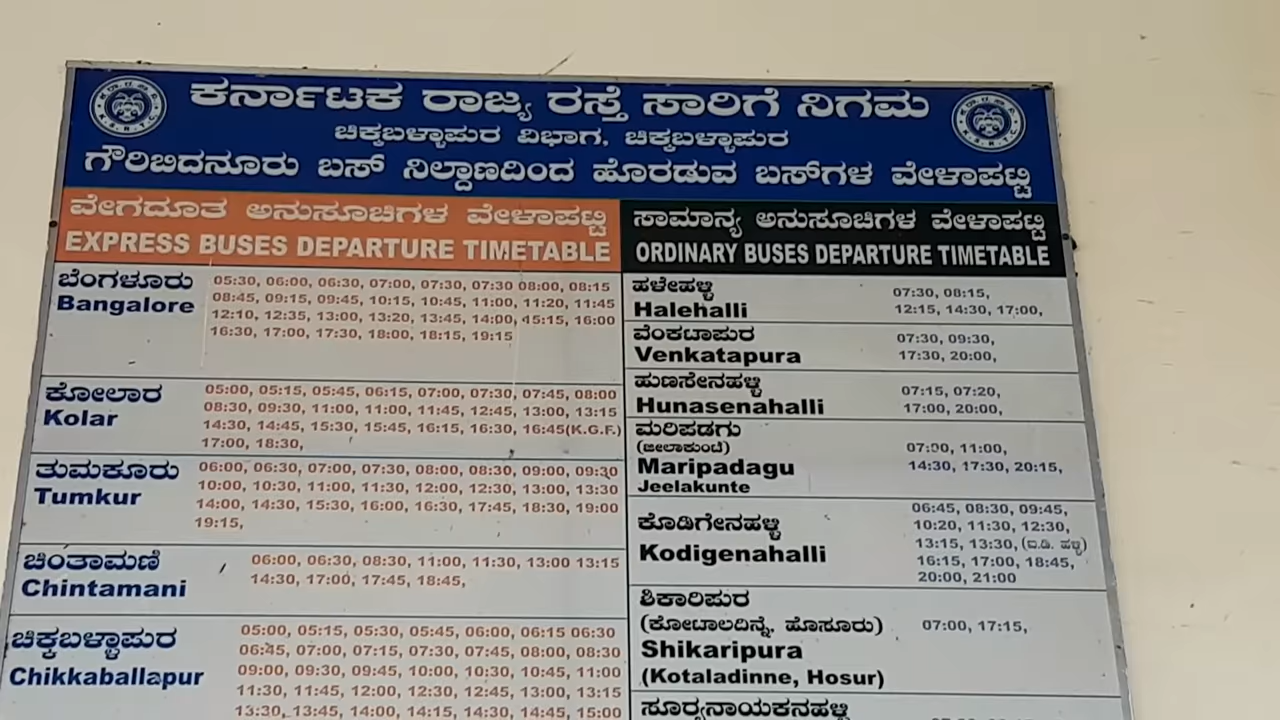 ಕರ್ನಾಟಕ ರಾಜ್ಯ ರಸ್ತೆ ಸಾರಿಗೆ ನಿಗಮ
ಚಿಕ್ಕಬಳ್ಳಾಪುರ ವಿಭಾಗ, ಚಿಕ್ಕಬಳ್ಳಾಪುರ
ಗೌರಿಬಿದನೂರು ಬಸ್ ನಿಲ್ದಾಣದಿಂದ ಹೊರಡುವ ಬಸ್‌ಗಳ ವೇಳಾಪಟ್ಟಿ
ವೇಗದೂತ ಅನುಸೂಚಿಗಳ ವೇಳಾಪಟ್ಟಿ
EXPRESS BUSES DEPARTURE TIMETABLE
ಬೆಂಗಳೂರು
Bangalore
05:30, 06:00, 06:30, 07:00, 07:30, 07:30 08:00, 08:15
08:45, 09:15, 09:45, 10:15, 10:45, 11:00, 11:20, 11:45
12:10, 12:35, 13:00, 13:20, 13:45, 14:00, 45:15, 16:00
16:30, 17:00, 17:30, 18:00, 18:15, 19:15
ಕೋಲಾರ
Kolar
05:00, 05:15, 05:45, 06:15, 07:00, 07:30, 07:45, 08:00
08:30, 09:30, 11:00, 11:00, 11:45, 12:45, 13:00, 13:15
14:30, 14:45, 15:30, 15:45, 16:15, 16:30, 16:45(K.G.F.)
17:00, 18:30,
ತುಮಕೂರು
Tumkur
06:00, 06:30, 07:00, 07:30, 08:00, 08:30, 09:00, 09:30
10:00, 10:30, 11:00, 11:30, 12:00, 12:30, 13:00, 13:30
14:00, 14:30, 15:30, 16:00, 16:30, 17:45, 18:30, 19:00
19:15,
ಚಿಂತಾಮಣಿ
Chintamani
06:00, 06:30, 08:30, 11:00, 11:30, 13:00 13:15
14:30, 17:00, 17:45, 18:45,
ಚಿಕ್ಕಬಳ್ಳಾಪುರ
Chikkaballapur
05:00, 05:15, 05:30, 05:45, 06:00, 06:15 06:30
06:45, 07:00, 07:15, 07:30, 07:45, 08:00, 08:30
09:00, 09:30, 09:45, 10:00, 10:30, 10:45, 11:00
11:30, 11:45, 12:00, 12:30, 12:45, 13:00, 13:15
13:30, 13:45, 14:00, 14:15, 14:30, 14:45, 15:00
ಸಾಮಾನ್ಯ ಅನುಸೂಚಿಗಳ ವೇಳಾಪಟ್ಟಿ
ORDINARY BUSES DEPARTURE TIMETABLE
ಹಳೇಹಳ್ಳಿ
Halehalli
07:30, 08:15,
12:15, 14:30, 17:00,
ವೆಂಕಟಾಪುರ
Venkatapura
07:30, 09:30,
17:30, 20:00,
ಹುಣಸೇನಹಳ್ಳಿ
Hunasenahalli
07:15, 07:20,
17:00, 20:00,
ಮರಿಪಡಗು
(ಜೀಲಾಕುಂಟೆ)
Maripadagu
Jeelakunte
07:00, 11:00,
14:30, 17:30, 20:15,
ಕೊಡಿಗೇನಹಳ್ಳಿ
Kodigenahalli
06:45, 08:30, 09:45,
10:20, 11:30, 12:30,
13:15, 13:30, (ಐ.ಡಿ. ಹಳ್ಳಿ)
16:15, 17:00, 18:45,
20:00, 21:00
ಶಿಕಾರಿಪುರ
(ಕೋಟಾಲದಿನ್ನೆ, ಹೊಸೂರು)
Shikaripura
(Kotaladinne, Hosur)
07:00, 17:15,
ಸೂರ್‍ಯನಾಯಕನಹಳ್ಳಿ